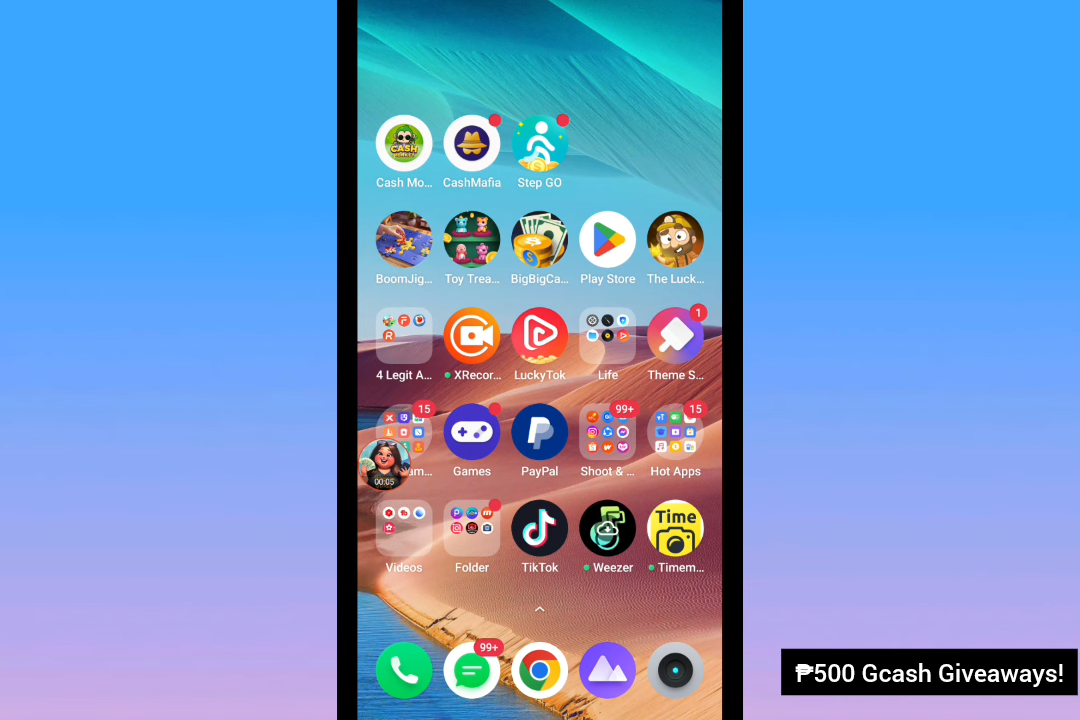 CASH
Cash Mo...
CashMafia
Step GO
BoomJig...
Toy Trea...
BigBigCa...
Play Store
The Luck...
1
4 Legit A...
XRecor...
LuckyTok
Life
Theme S...
15
99+
15
am...
Games
PayPal
Shoot & ...
Hot Apps
00:05
Time
Videos
Folder
TikTok
Weezer
Timem...
99+
₱500 Gcash Giveaways!